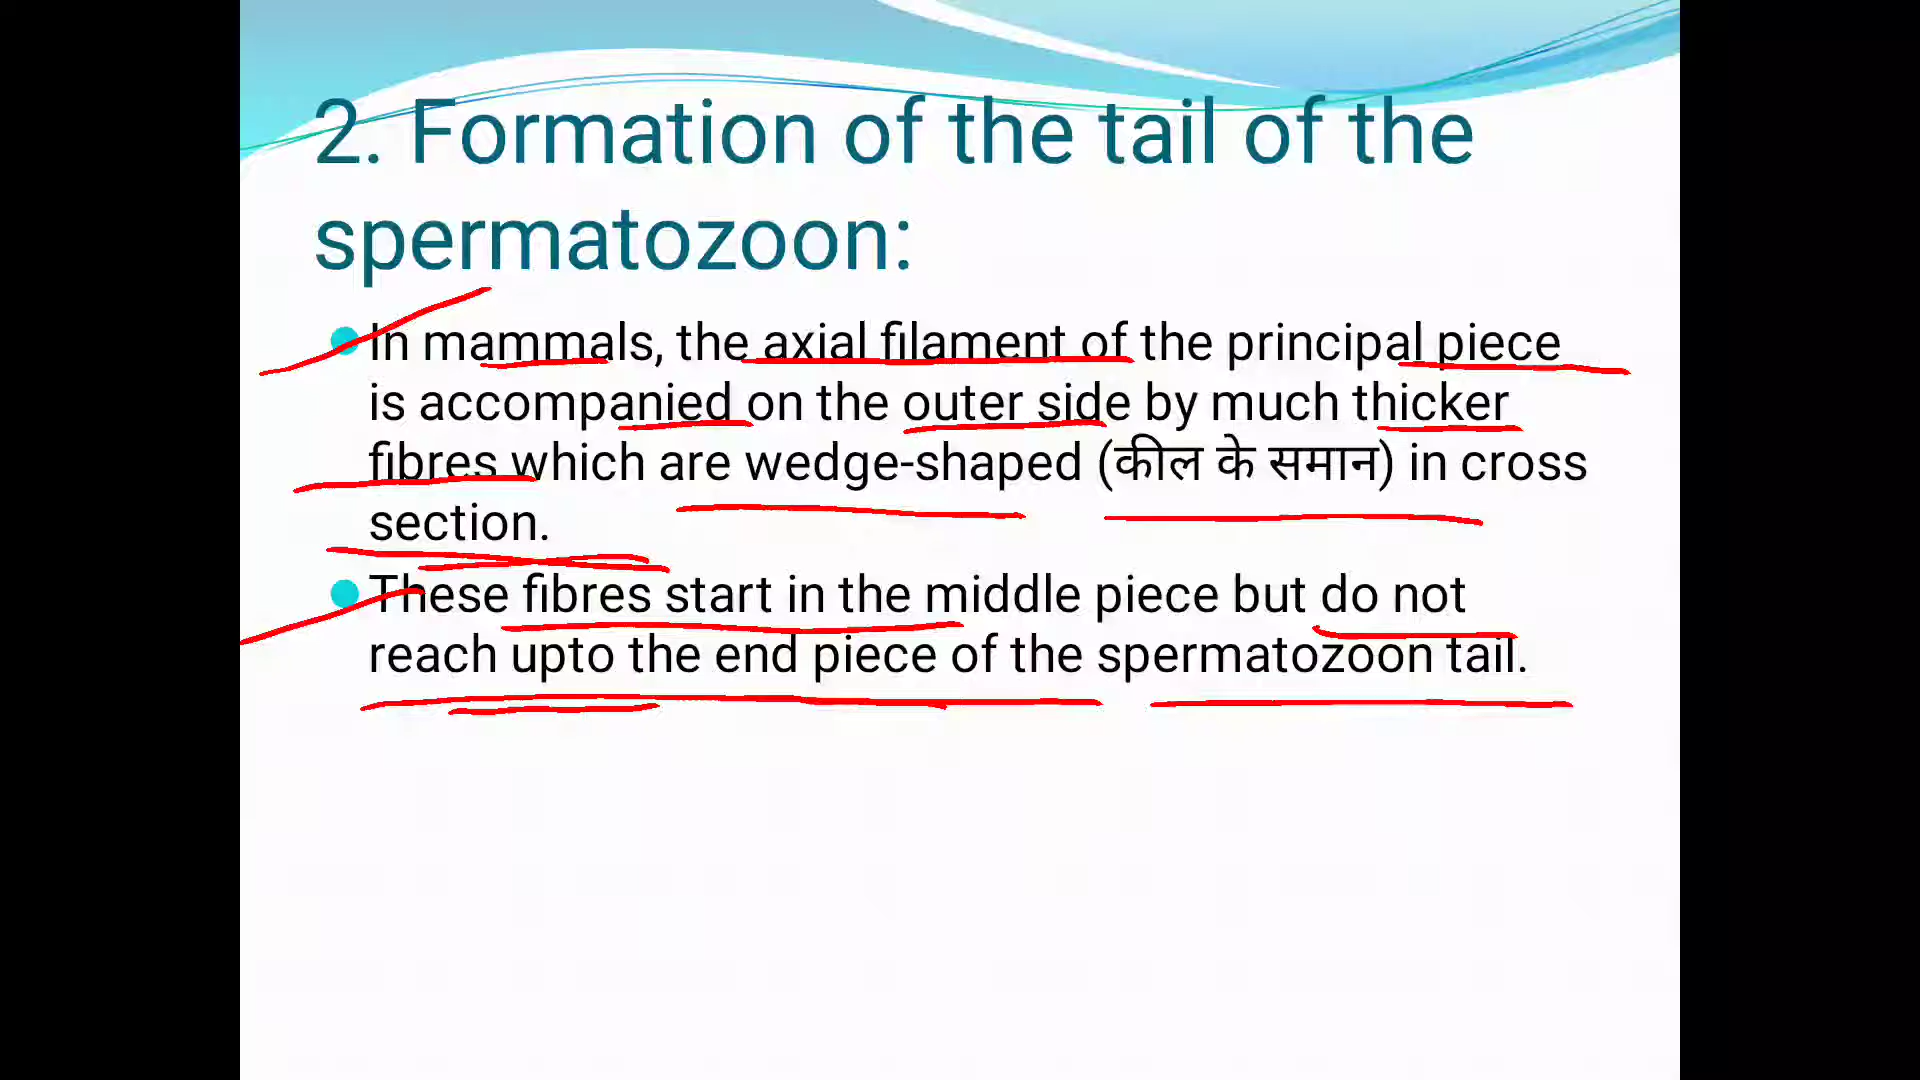 2. Formation of the tail of the
spermatozoon:
In mammals, the axial filament of the principal piece
is accompanied on the outer side by much thicker
fibres which are wedge-shaped (कील के समान) in cross
section.
These fibres start in the middle piece but do not
reach upto the end piece of the spermatozoon tail.